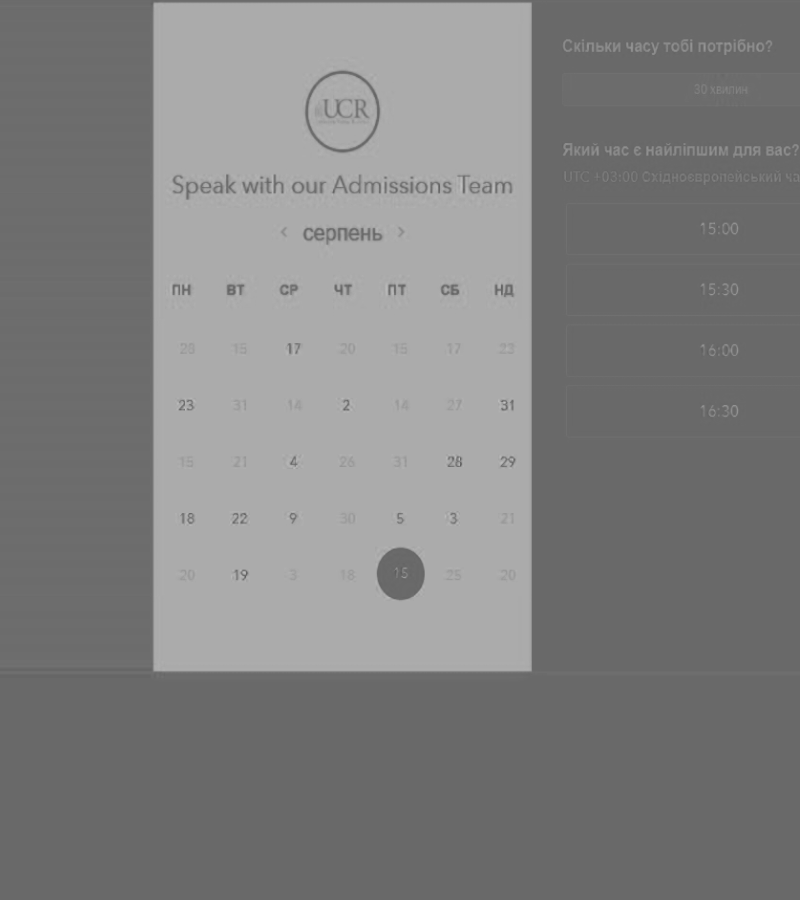 UCR
Speak with our Admissions Team
‹ серпень ›
ПН ВТ СР ЧТ ПТ СБ НД
28 15 17 20 15 17 23
23 31 14 2 14 27 31
15 21 4 26 31 28 29
18 22 9 30 5 3 21
20 19 3 18 15 25 20
Скільки часу тобі потрібно?
30 хвилин
Який час є найліпшим для вас?
UTC +03:00 Східноєвропейський ча
15:00
15:30
16:00
16:30